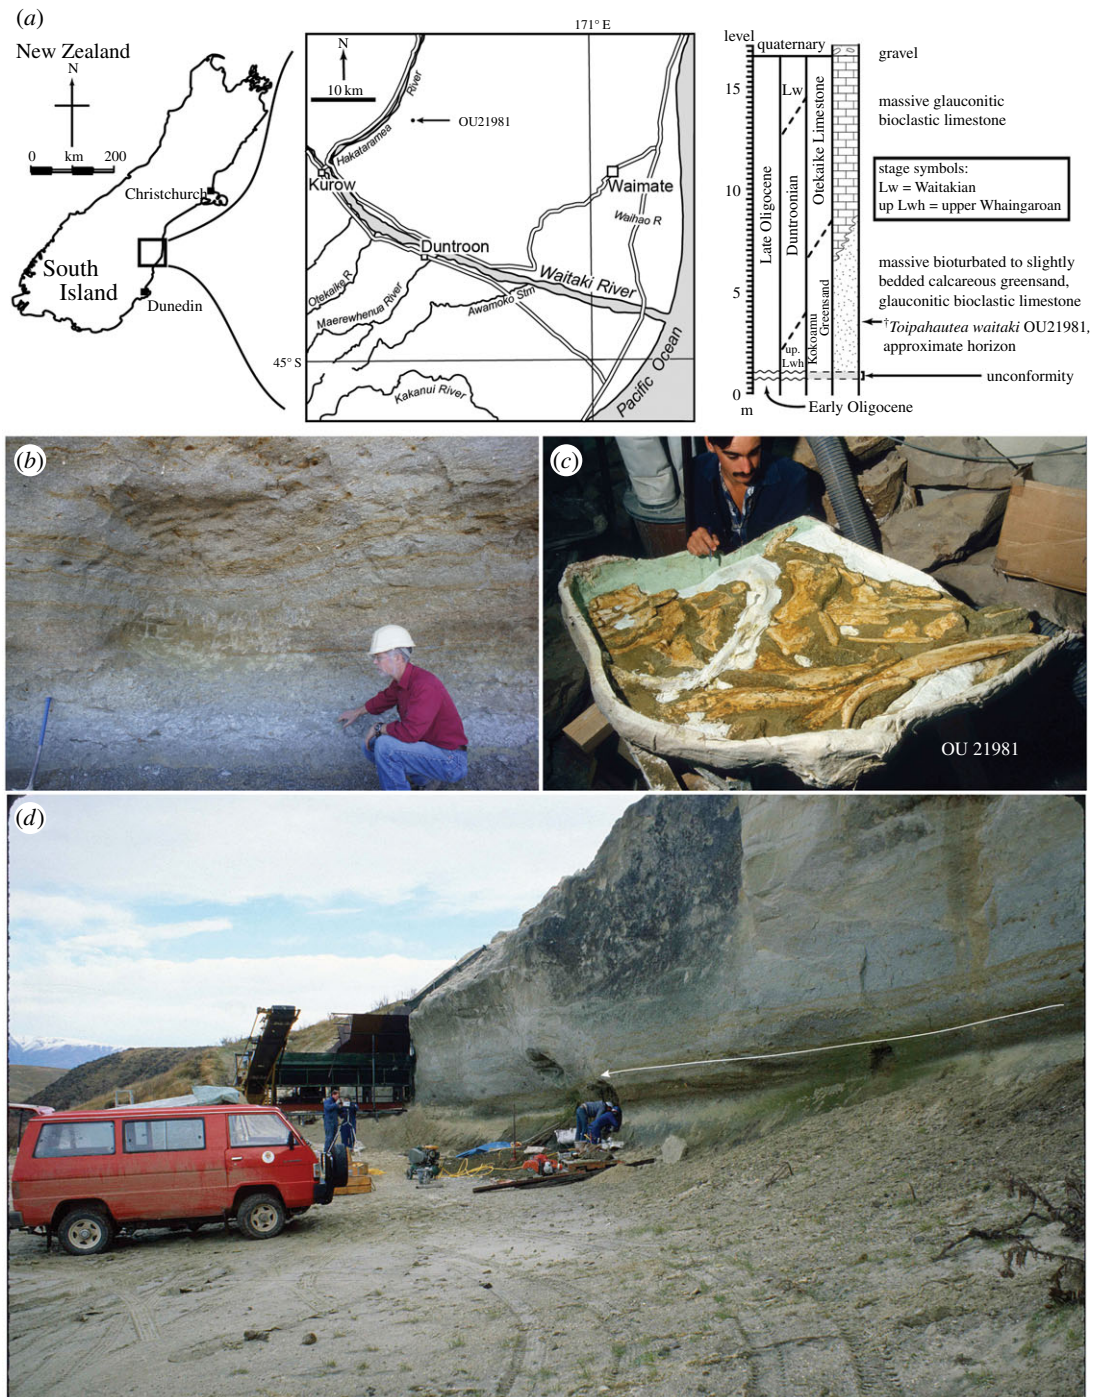 (a)
New Zealand
N
0 km 200
Christchurch
South
Island
Dunedin
171° E
N
10 km
River
Hakataramea
OU21981
Kurow
Waimate
Waihao R
Duntroon
Waitaki River
Otekaike R
Maerewhenua River
Awamoko Stm
45° S
Kakanui River
Pacific Ocean
level
quaternary
15
10
5
0
m
Late Oligocene
Duntroonian
Lw
up.
Lwh
Otekaike Limestone
Kokoamu
Greensand
Early Oligocene
gravel
massive glauconitic
bioclastic limestone
stage symbols:
Lw = Waitakian
up Lwh = upper Whaingaroan
massive bioturbated to slightly
bedded calcareous greensand,
glauconitic bioclastic limestone
†Toipahautea waitaki OU21981,
approximate horizon
unconformity
(b)
(c)
OU 21981
(d)